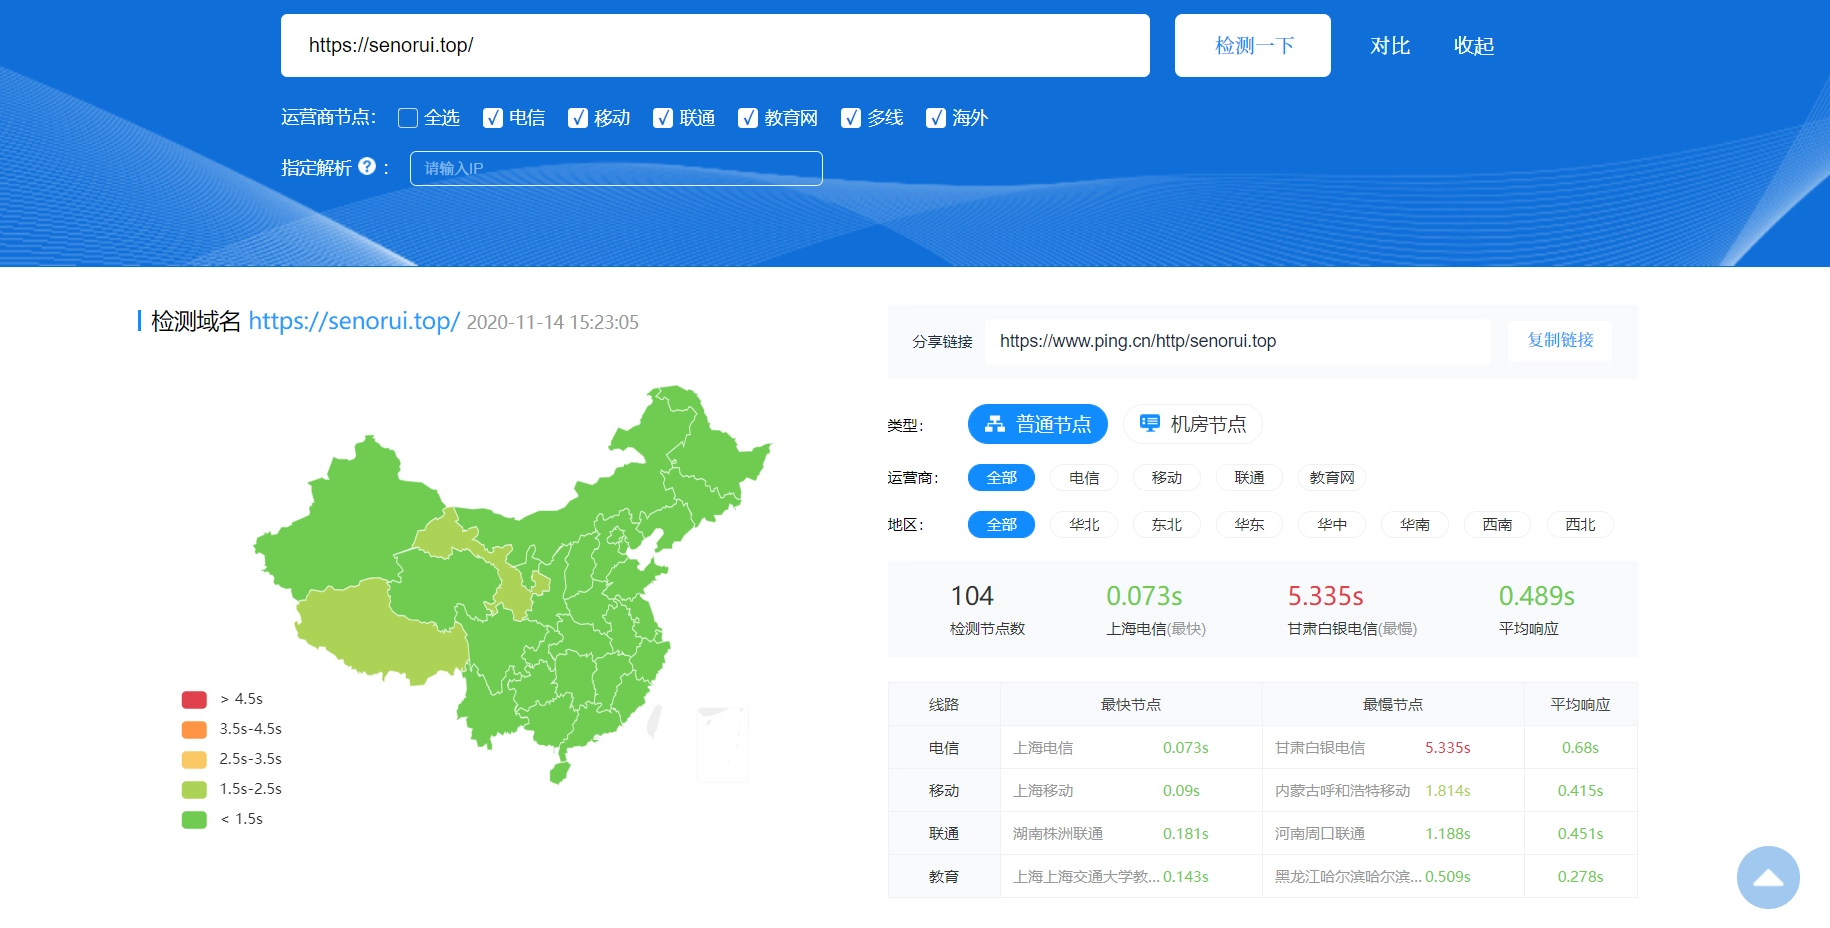 https://senorui.top/
检测一下
对比
收起
运营商节点: 全选 电信 移动 联通 教育网 多线 海外
指定解析 ? : 请输入IP
检测域名 https://senorui.top/ 2020-11-14 15:23:05
> 4.5s
3.5s-4.5s
2.5s-3.5s
1.5s-2.5s
< 1.5s
分享链接 https://www.ping.cn/http/senorui.top 复制链接
类型: 普通节点 机房节点
运营商: 全部 电信 移动 联通 教育网
地区: 全部 华北 东北 华东 华中 华南 西南 西北
104 0.073s 5.335s 0.489s
检测节点数 上海电信(最快) 甘肃白银电信(最慢) 平均响应
线路 最快节点 最慢节点 平均响应
电信 上海电信 0.073s 甘肃白银电信 5.335s 0.68s
移动 上海移动 0.09s 内蒙古呼和浩特移动 1.814s 0.415s
联通 湖南株洲联通 0.181s 河南周口联通 1.188s 0.451s
教育 上海上海交通大学教... 0.143s 黑龙江哈尔滨哈尔滨... 0.509s 0.278s